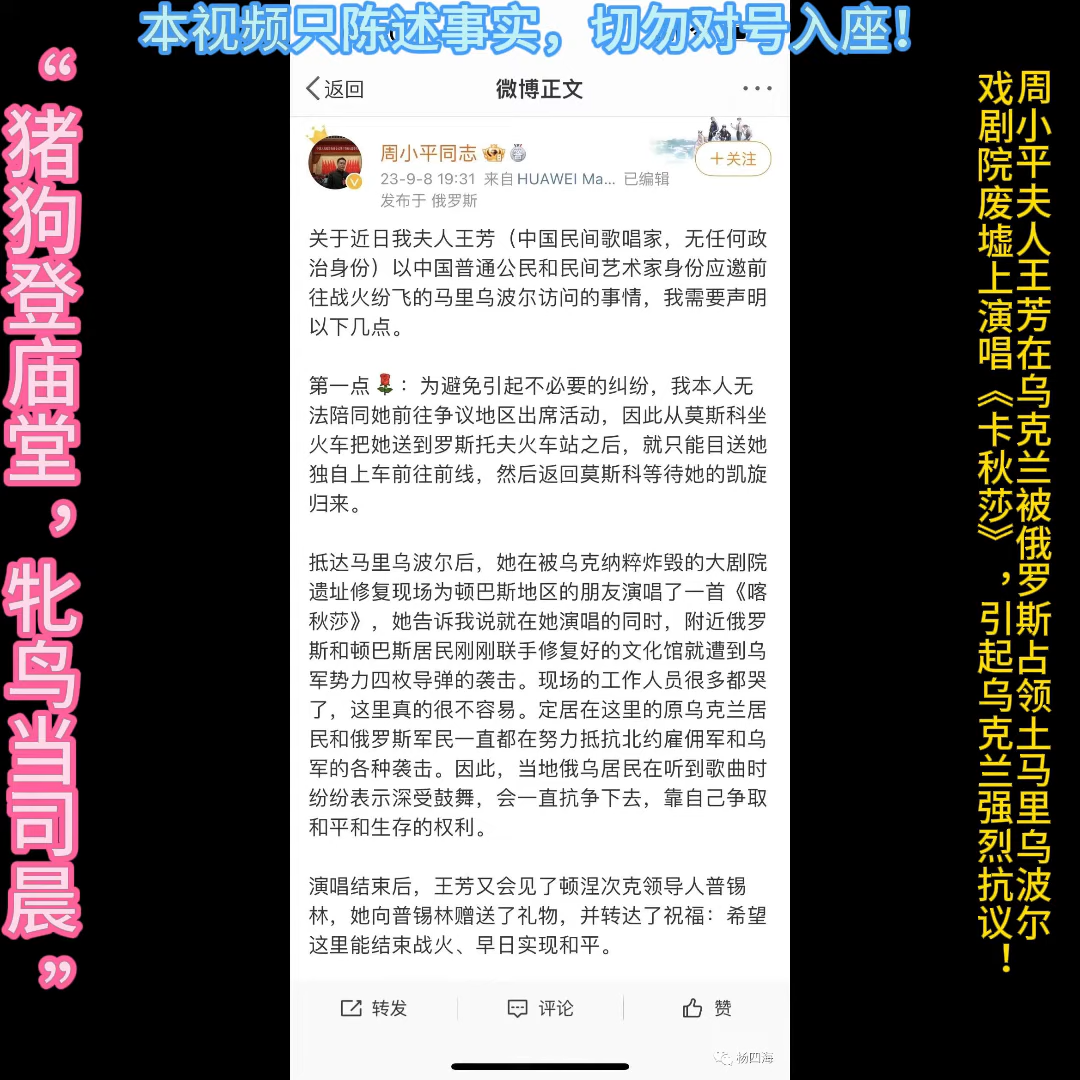 本视频只陈述事实，切勿对号入座！
“猪狗登庙堂，牝鸟当司晨”
周小平夫人王芳在乌克兰被俄罗斯占领土马里乌波尔
戏剧院废墟上演唱《卡秋莎》，引起乌克兰强烈抗议！
返回
微博正文
周小平同志
+关注
23-9-8 19:31 来自HUAWEI Ma... 已编辑
发布于 俄罗斯
关于近日我夫人王芳（中国民间歌唱家，无任何政
治身份）以中国普通公民和民间艺术家身份应邀前
往战火纷飞的马里乌波尔访问的事情，我需要声明
以下几点。
第一点🌹：为避免引起不必要的纠纷，我本人无
法陪同她前往争议地区出席活动，因此从莫斯科坐
火车把她送到罗斯托夫火车站之后，就只能目送她
独自上车前往前线，然后返回莫斯科等待她的凯旋
归来。
抵达马里乌波尔后，她在被乌克纳粹炸毁的大剧院
遗址修复现场为顿巴斯地区的朋友演唱了一首《喀
秋莎》，她告诉我说就在她演唱的同时，附近俄罗
斯和顿巴斯居民刚刚联手修复好的文化馆就遭到乌
军势力四枚导弹的袭击。现场的工作人员很多都哭
了，这里真的很不容易。定居在这里的原乌克兰居
民和俄罗斯军民一直都在努力抵抗北约雇佣军和乌
军的各种袭击。因此，当地俄乌居民在听到歌曲时
纷纷表示深受鼓舞，会一直抗争下去，靠自己争取
和平和生存的权利。
演唱结束后，王芳又会见了顿涅次克领导人普锡
林，她向普锡林赠送了礼物，并转达了祝福：希望
这里能结束战火、早日实现和平。
转发
评论
赞
杨四海